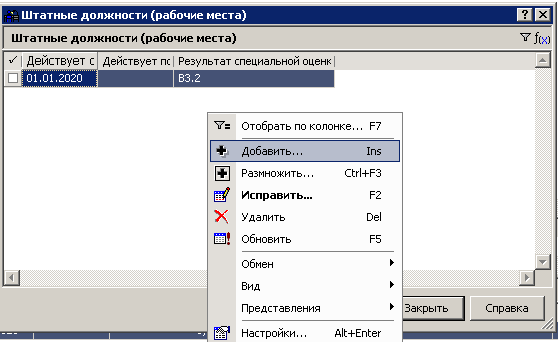 Штатные должности (рабочие места)
Штатные должности (рабочие места)
f(x)
Действует с Действует по Результат специальной оценки
01.01.2020 В3.2
Отобрать по колонке... F7
Добавить... Ins
Размножить... Ctrl+F3
Исправить... F2
Удалить Del
Обновить F5
Обмен
Вид
Представления
Настройки... Alt+Enter
Закрыть Справка